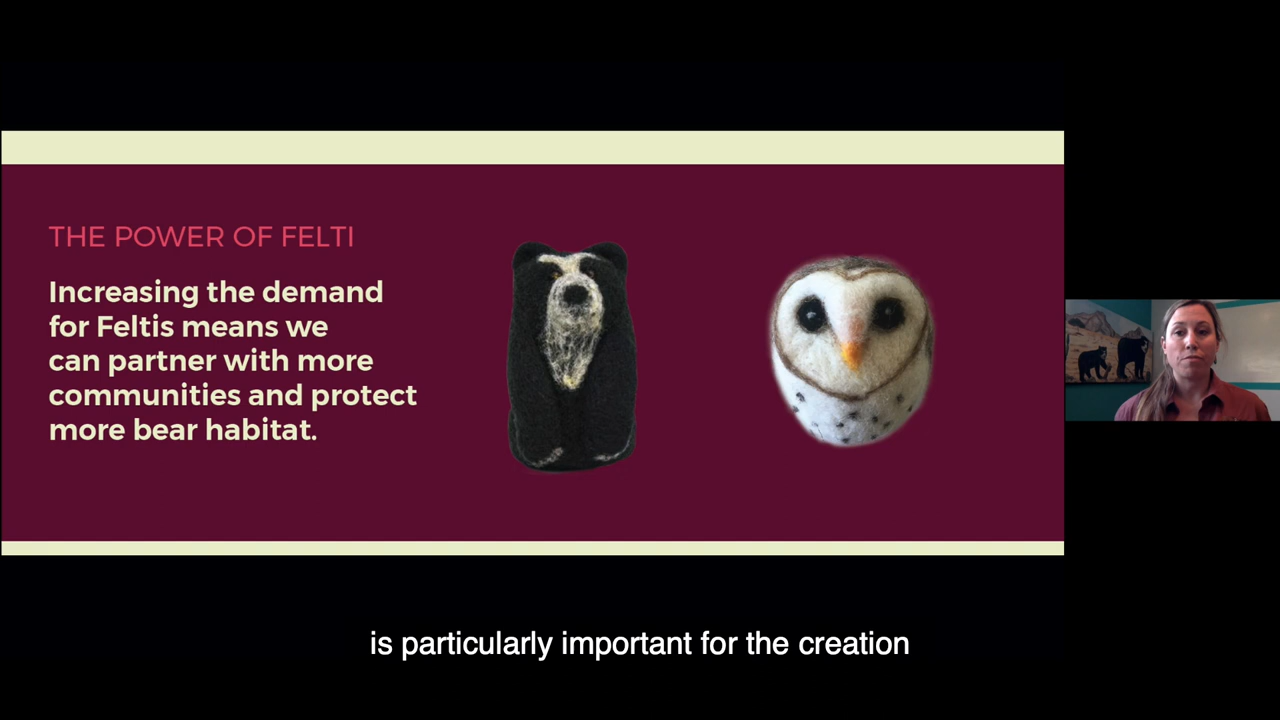 THE POWER OF FELTI
Increasing the demand
for Feltis means we
can partner with more
communities and protect
more bear habitat.
is particularly important for the creation